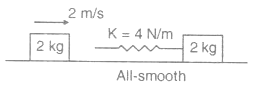 2 m/s
K = 4 N/m
2 kg
2 kg
All-smooth